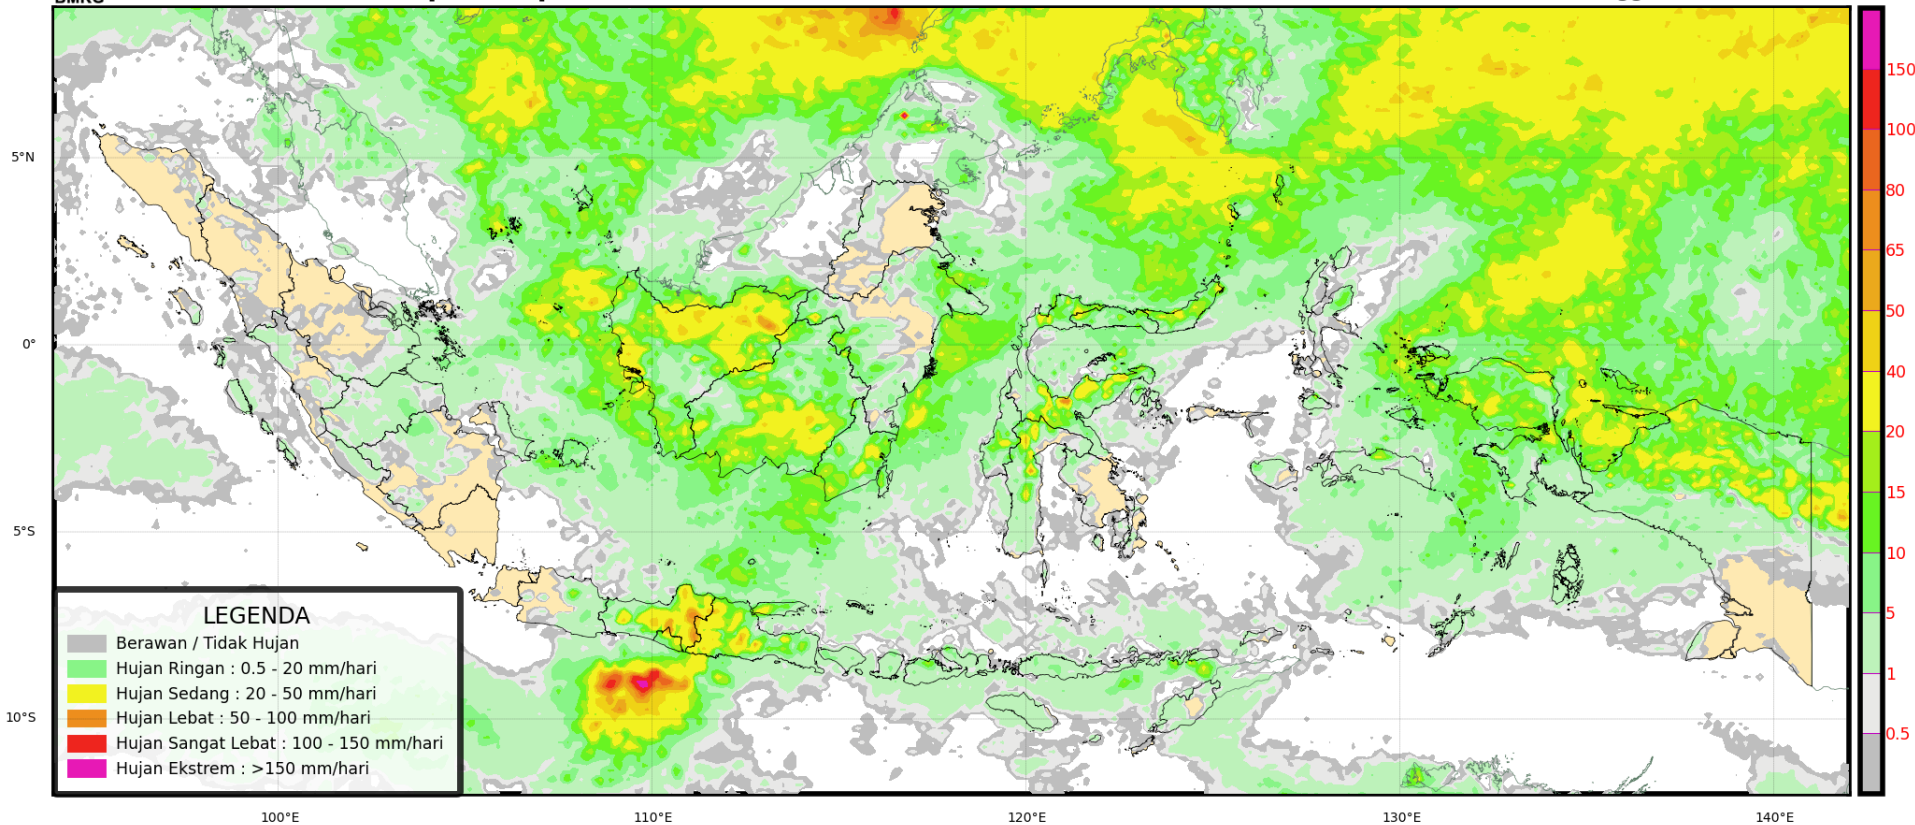 5°N
0°
5°S
10°S
100°E
110°E
120°E
130°E
140°E
LEGENDA
Berawan / Tidak Hujan
Hujan Ringan : 0.5 - 20 mm/hari
Hujan Sedang : 20 - 50 mm/hari
Hujan Lebat : 50 - 100 mm/hari
Hujan Sangat Lebat : 100 - 150 mm/hari
Hujan Ekstrem : >150 mm/hari
150
100
80
65
50
40
20
15
10
5
1
0.5